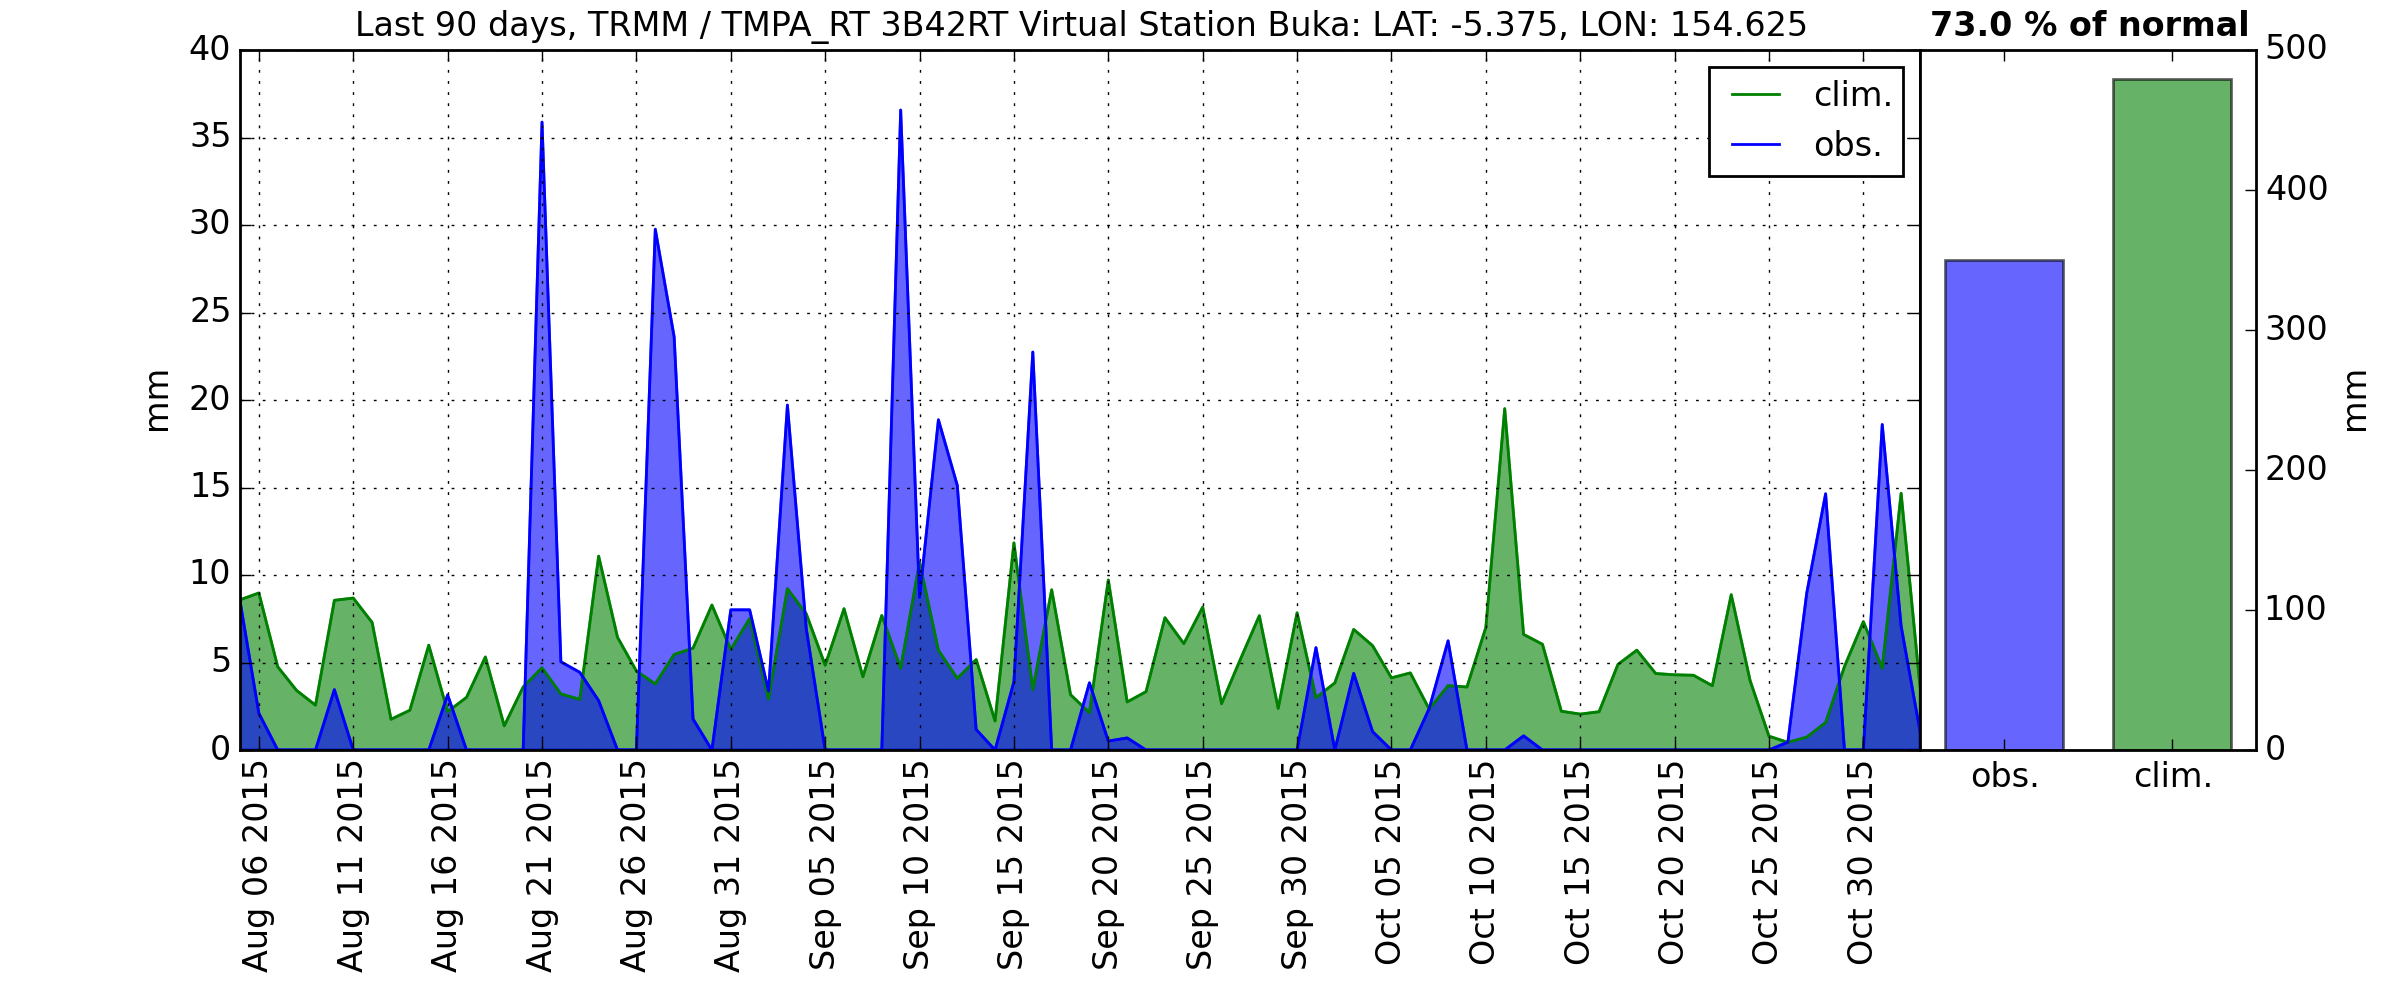 Last 90 days, TRMM / TMPA_RT 3B42RT Virtual Station Buka: LAT: -5.375, LON: 154.625
73.0 % of normal
40
35
30
25
20
15
10
5
0
mm
clim.
obs.
Aug 06 2015
Aug 11 2015
Aug 16 2015
Aug 21 2015
Aug 26 2015
Aug 31 2015
Sep 05 2015
Sep 10 2015
Sep 15 2015
Sep 20 2015
Sep 25 2015
Sep 30 2015
Oct 05 2015
Oct 10 2015
Oct 15 2015
Oct 20 2015
Oct 25 2015
Oct 30 2015
500
400
300
200
100
0
mm
obs.
clim.